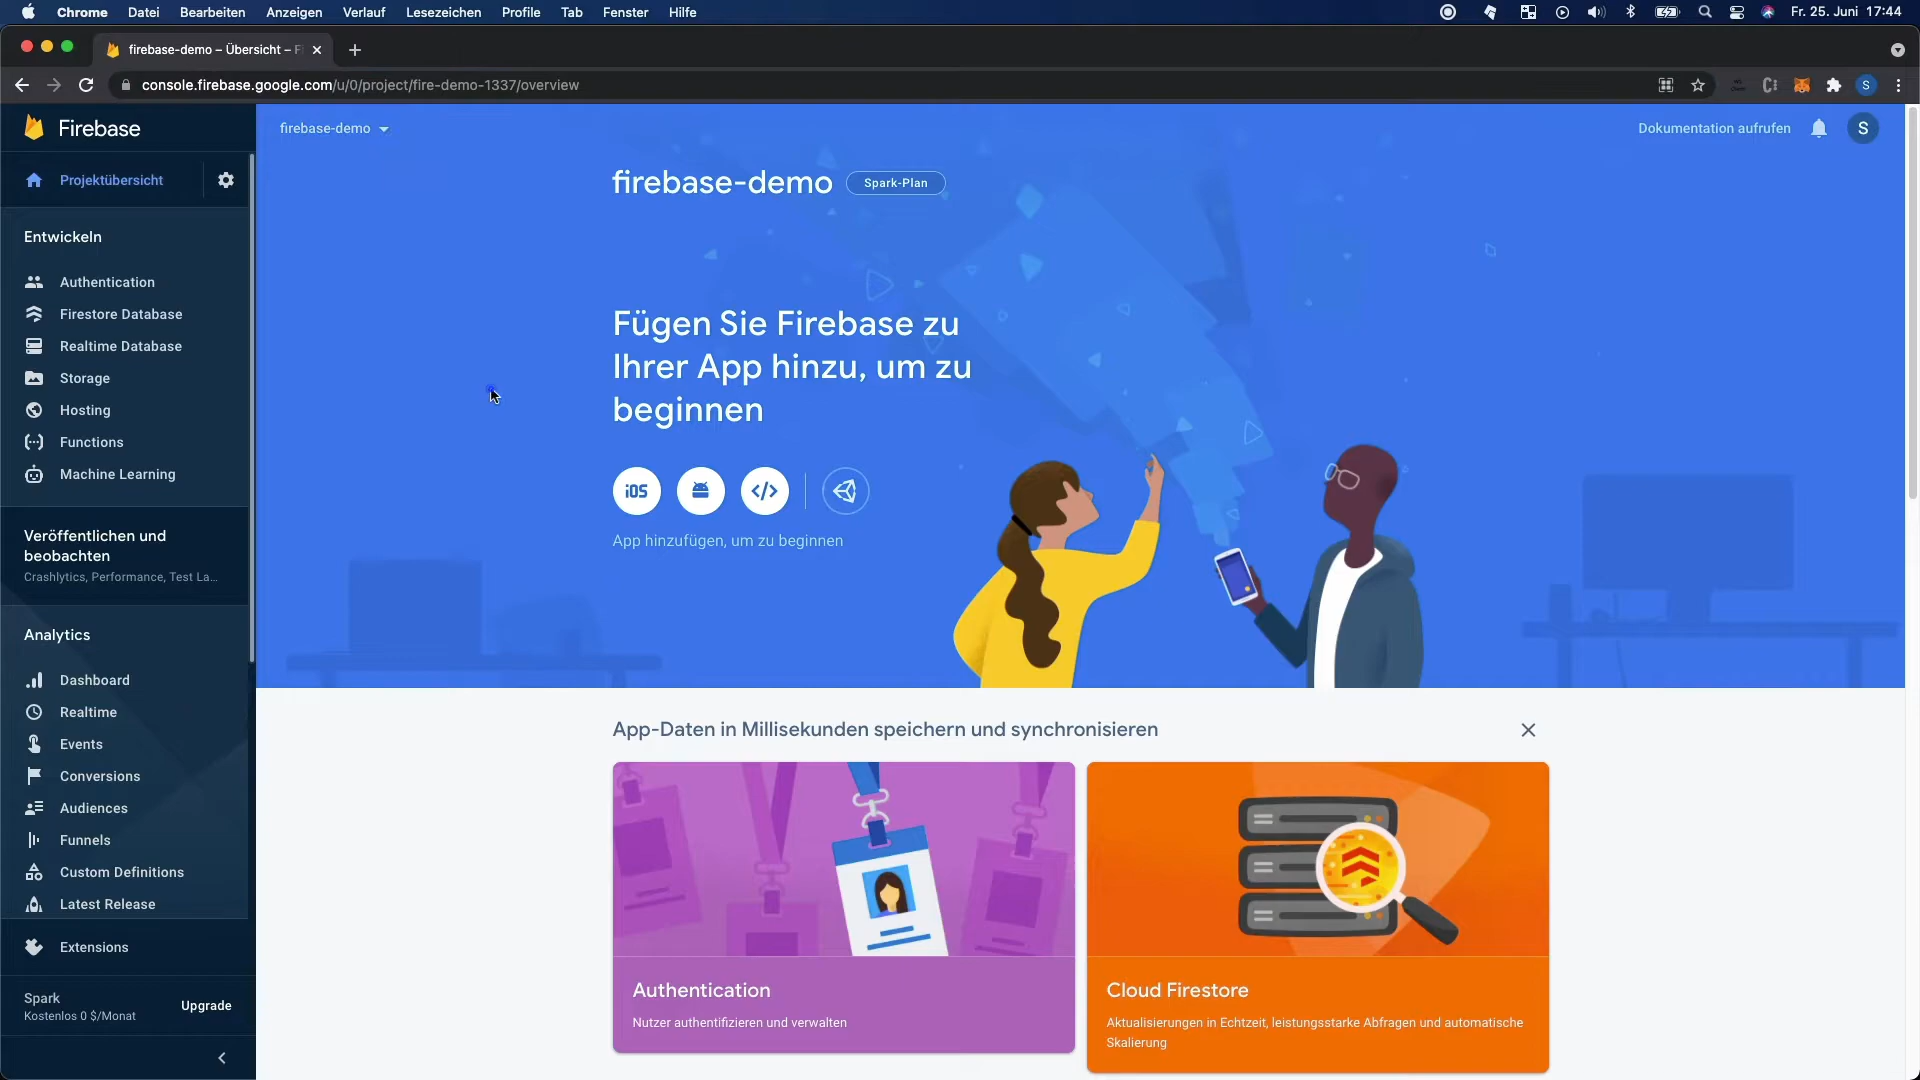 Chrome Datei Bearbeiten Anzeigen Verlauf Lesezeichen Profile Tab Fenster Hilfe Fr. 25. Juni 17:44
firebase-demo – Übersicht – F
console.firebase.google.com/u/0/project/fire-demo-1337/overview
S
Firebase
firebase-demo
Dokumentation aufrufen
S
Projektübersicht
Entwickeln
Authentication
Firestore Database
Realtime Database
Storage
Hosting
Functions
Machine Learning
Veröffentlichen und
beobachten
Crashlytics, Performance, Test La...
Analytics
Dashboard
Realtime
Events
Conversions
Audiences
Funnels
Custom Definitions
Latest Release
Extensions
Spark
Kostenlos 0 $/Monat
Upgrade
firebase-demo Spark-Plan
Fügen Sie Firebase zu
Ihrer App hinzu, um zu
beginnen
iOS
App hinzufügen, um zu beginnen
App-Daten in Millisekunden speichern und synchronisieren
Authentication
Nutzer authentifizieren und verwalten
Cloud Firestore
Aktualisierungen in Echtzeit, leistungsstarke Abfragen und automatische
Skalierung